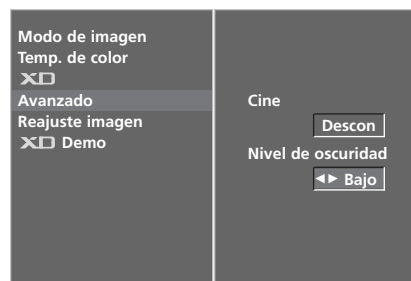 Modo de imagen
Temp. de color
XD
Avanzado
Reajuste imagen
XD Demo
Cine
Descon
Nivel de oscuridad
◄► Bajo